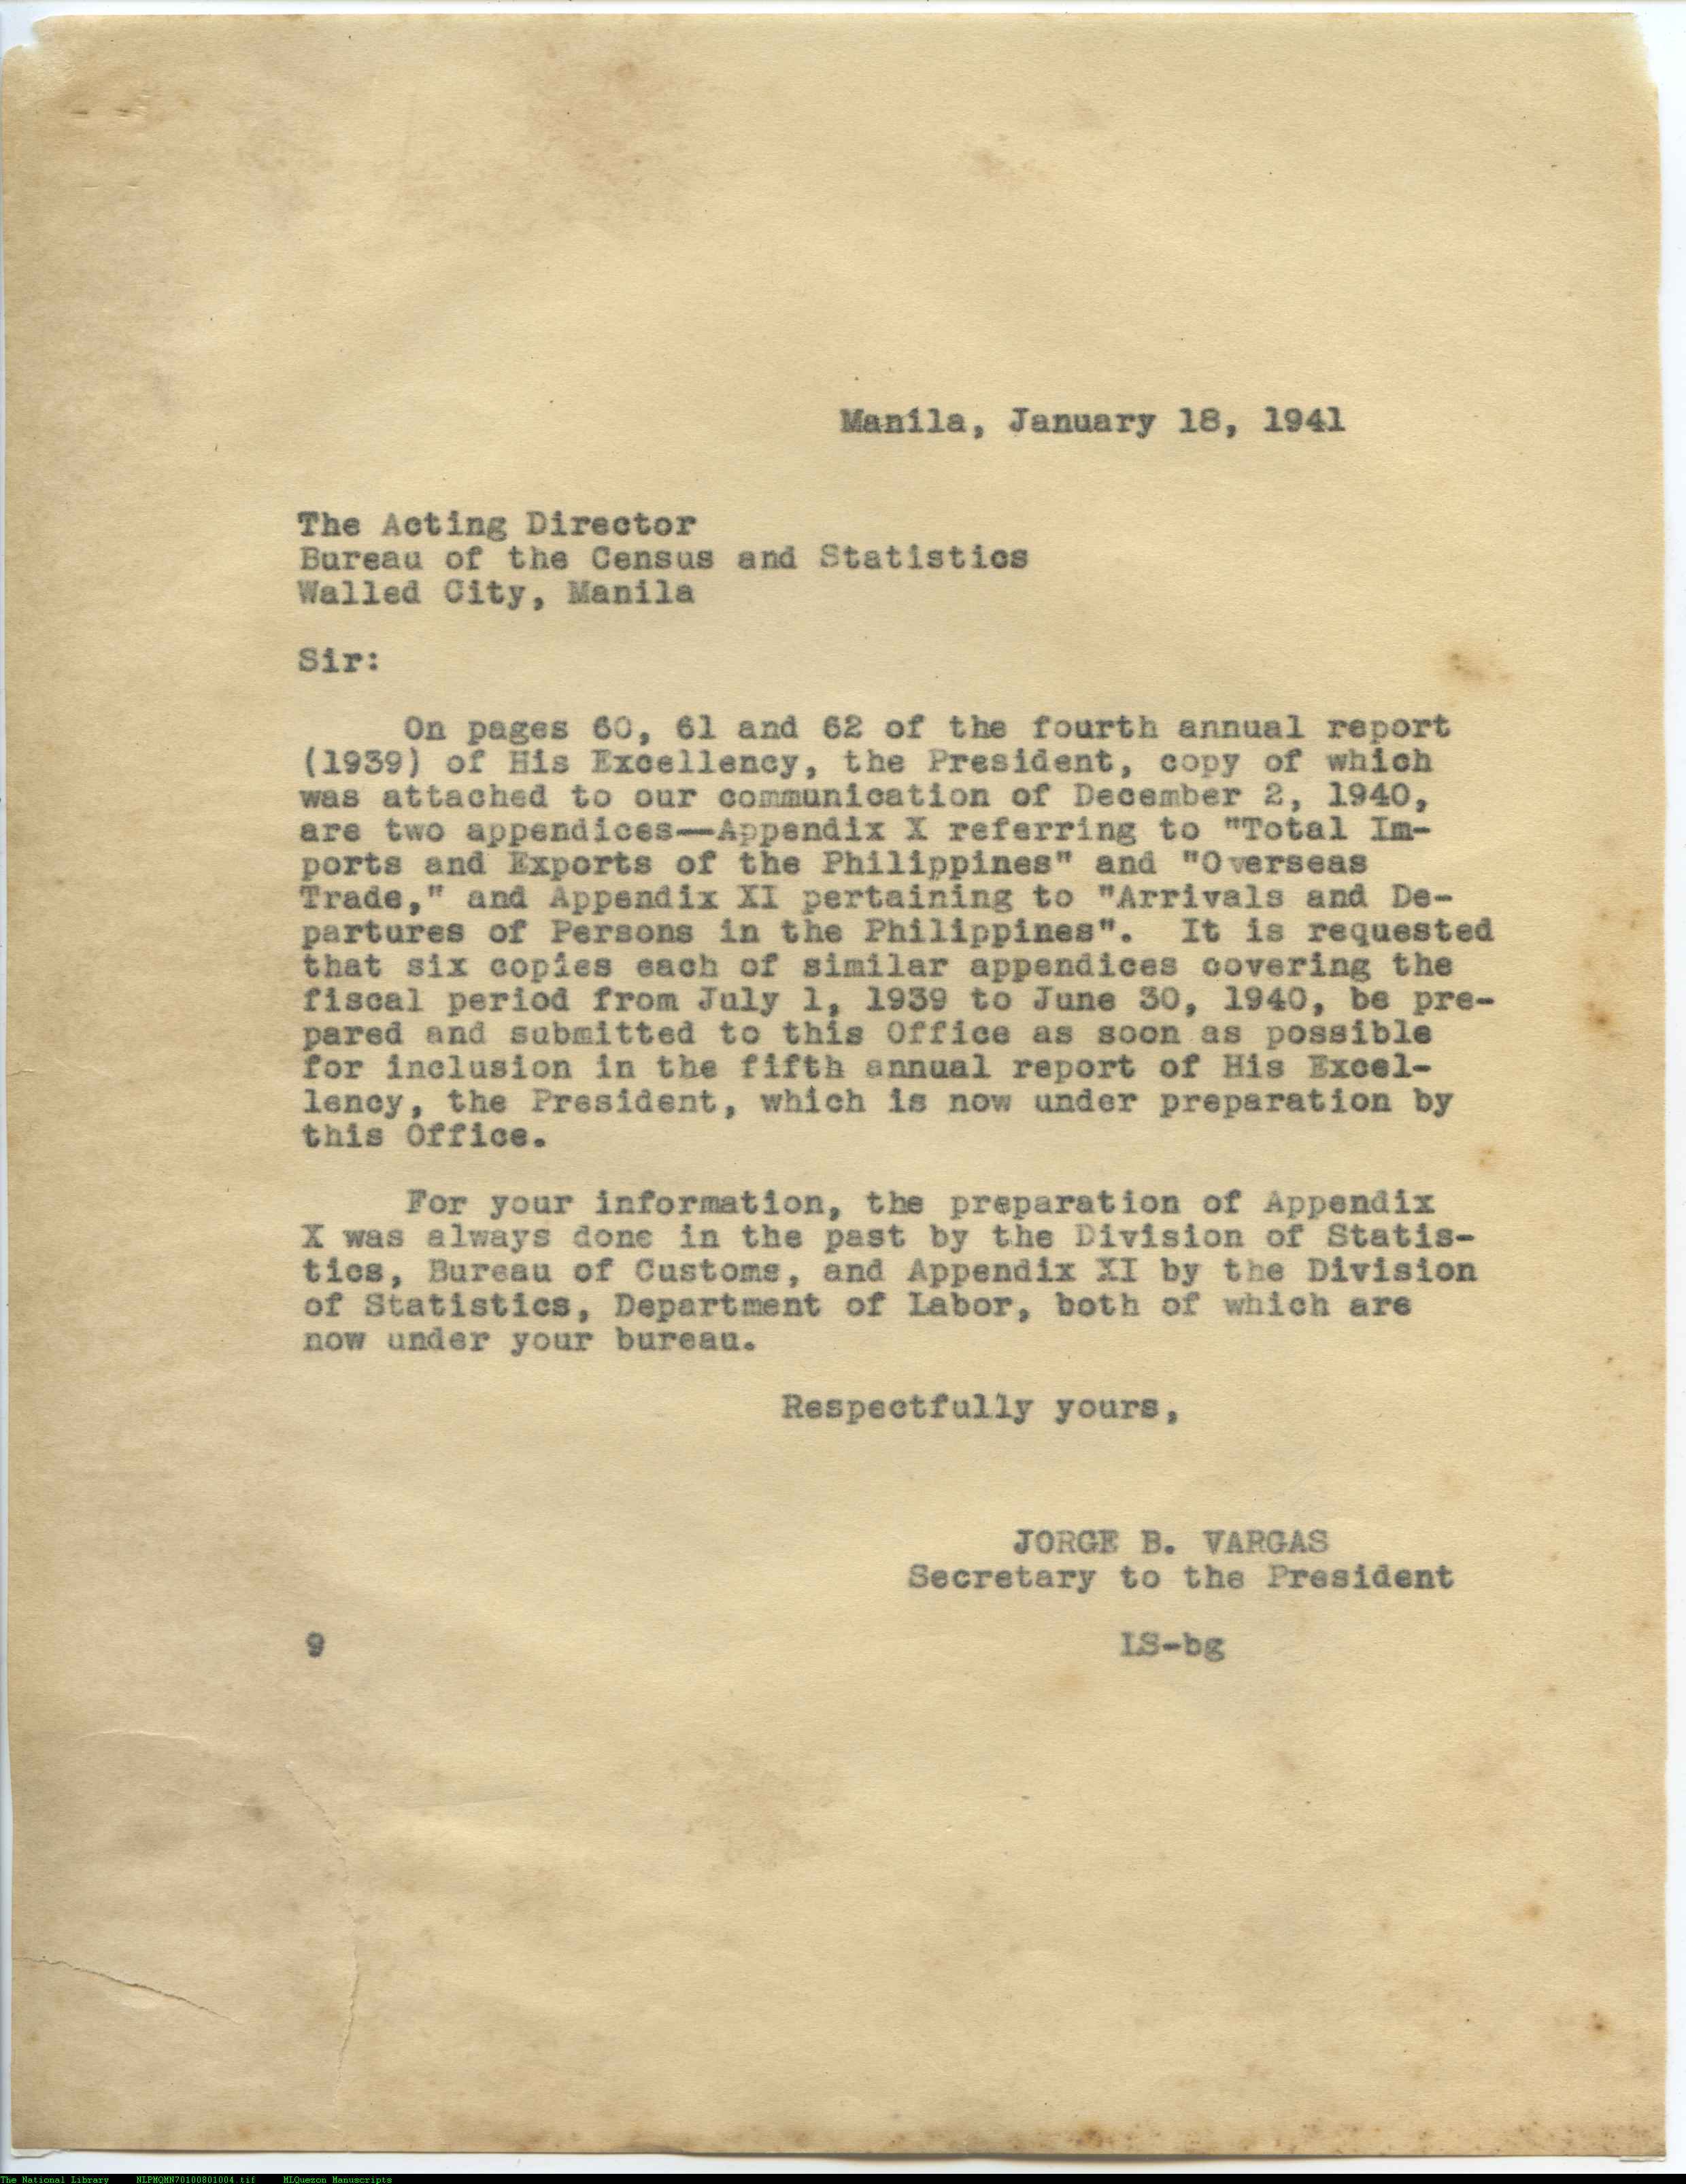 Manila, January 18, 1941
The Acting Director
Bureau of the Census and Statistics
Walled City, Manila
Sir:
On pages 60, 61 and 62 of the fourth annual report
(1939) of His Excellency, the President, copy of which
was attached to our communication of December 2, 1940,
are two appendices—Appendix X referring to "Total Im-
ports and Exports of the Philippines" and "Overseas
Trade," and Appendix XI pertaining to "Arrivals and De-
partures of Persons in the Philippines". It is requested
that six copies each of similar appendices covering the
fiscal period from July 1, 1939 to June 30, 1940, be pre-
pared and submitted to this Office as soon as possible
for inclusion in the fifth annual report of His Excel-
lency, the President, which is now under preparation by
this Office.
For your information, the preparation of Appendix
X was always done in the past by the Division of Statis-
tics, Bureau of Customs, and Appendix XI by the Division
of Statistics, Department of Labor, both of which are
now under your bureau.
Respectfully yours,
JORGE B. VARGAS
Secretary to the President
9 LS-bg
The National Library NLPMQMN70100801004.tif MLQuezon Manuscripts